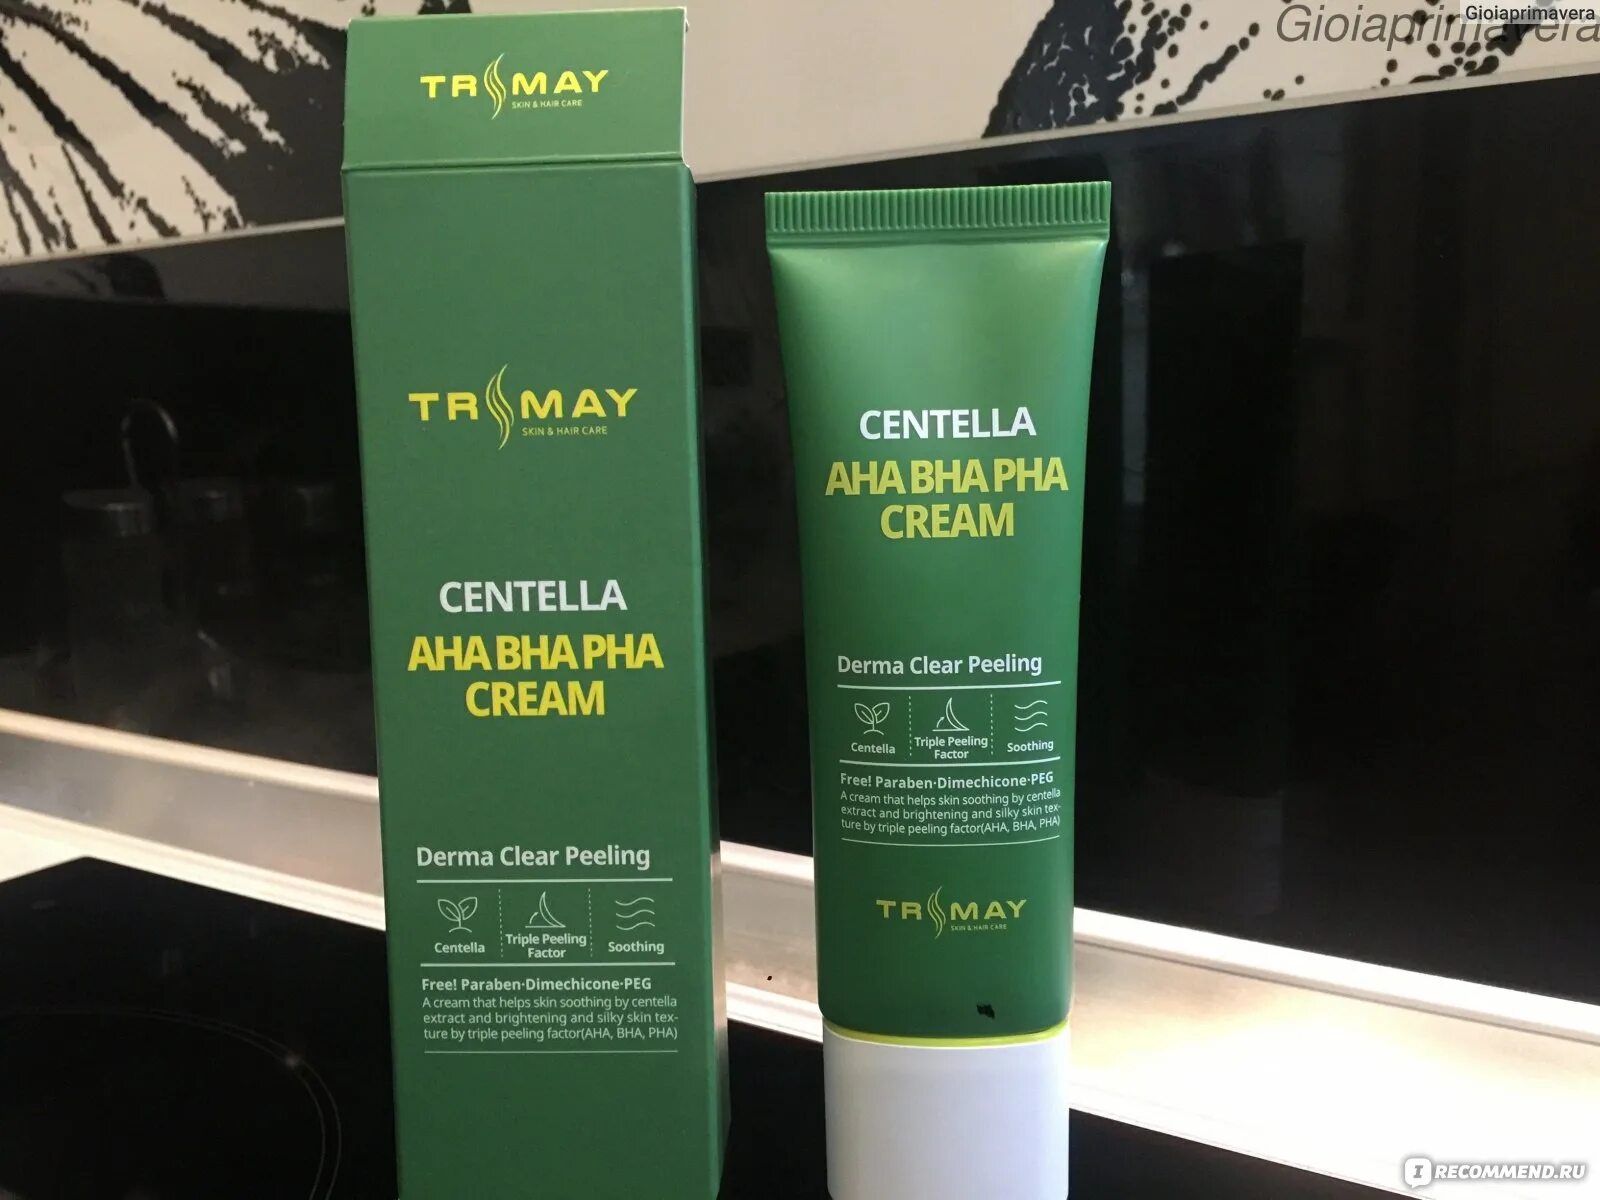 Gioiaprimavera
Gioiaprimavera
TRIMAY
SKIN & HAIR CARE
TRIMAY
SKIN & HAIR CARE
CENTELLA
AHA BHA PHA
CREAM
Derma Clear Peeling
Centella
Triple Peeling
Factor
Soothing
Free! Paraben·Dimechicone·PEG
A cream that helps skin soothing by centella
extract and brightening and silky skin tex-
ture by triple peeling factor(AHA, BHA, PHA)
CENTELLA
AHA BHA PHA
CREAM
Derma Clear Peeling
Centella
Triple Peeling
Factor
Soothing
Free! Paraben·Dimechicone·PEG
A cream that helps skin soothing by centella
extract and brightening and silky skin tex-
ture by triple peeling factor(AHA, BHA, PHA)
TRIMAY
SKIN & HAIR CARE
IRECOMMEND.RU